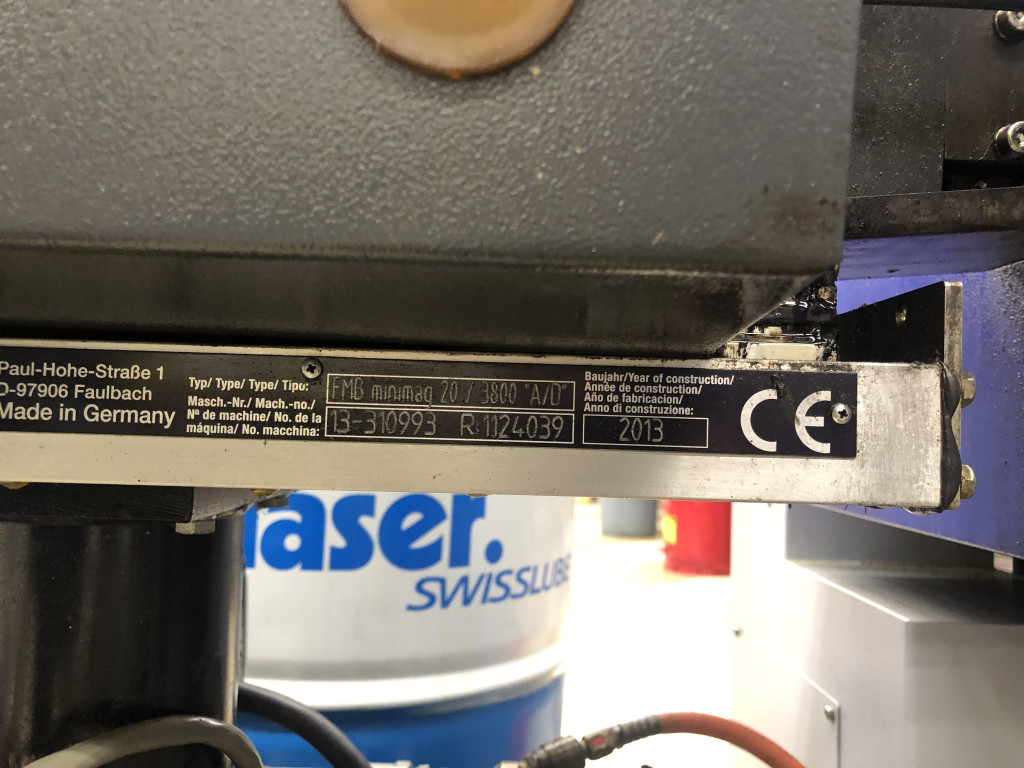 Paul-Hohe-Straße 1
D-97906 Faulbach
Made in Germany
Typ/ Type/ Type/ Tipo:
FMB minimag 20 / 3800 "A/D"
Masch.-Nr./ Mach.-no./
Nº de machine/ No. de la
máquina/ No. macchina:
13-310993 R.1124039
Baujahr/Year of construction/
Année de construction/
Año de fabricacion/
Anno di construzione:
2013
CE
raser.
SWISSLUBE